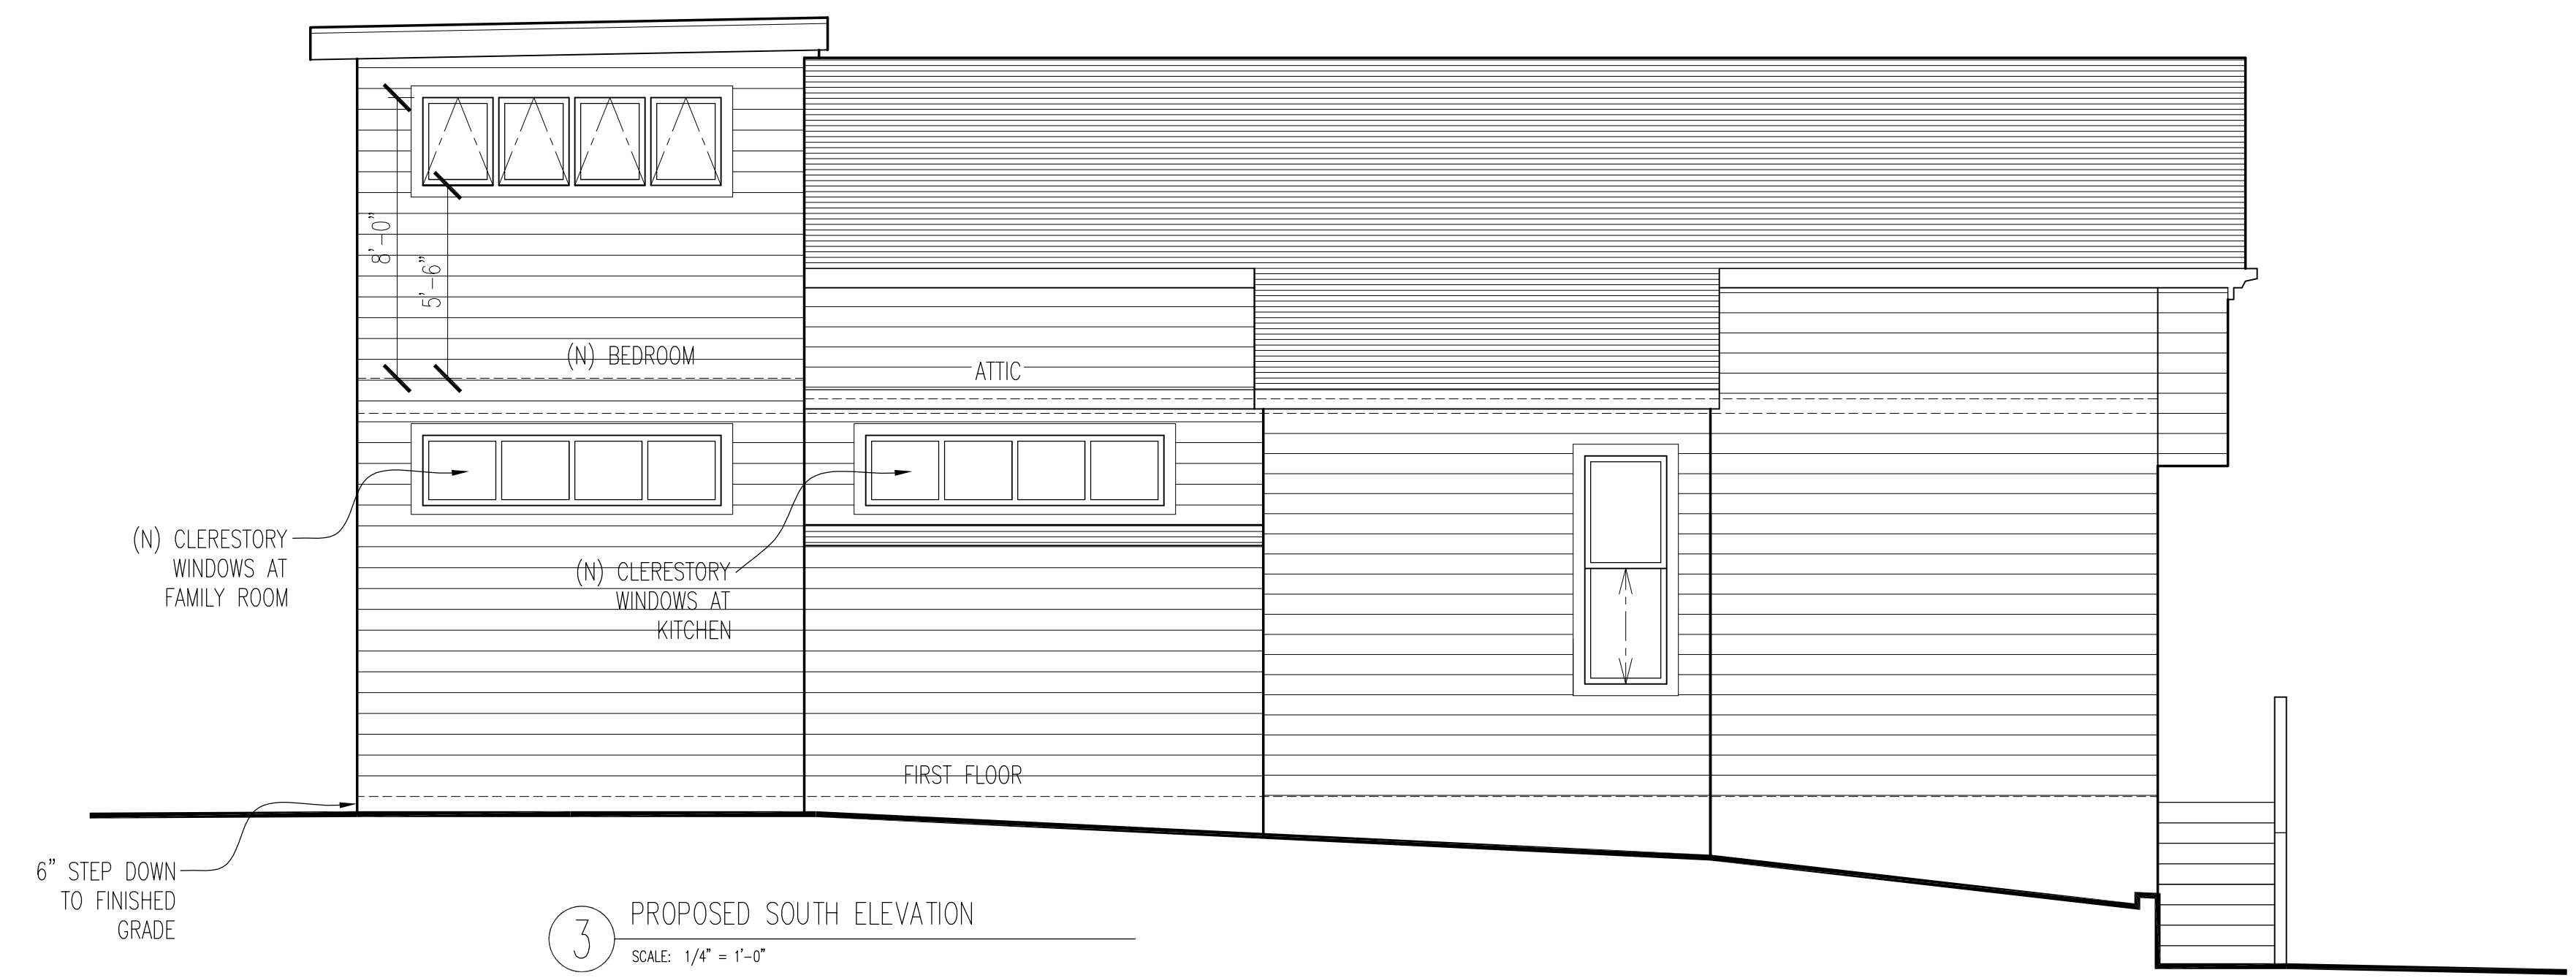 8'-0"
5'-6"
(N) BEDROOM
ATTIC
(N) CLERESTORY
WINDOWS AT
FAMILY ROOM
(N) CLERESTORY
WINDOWS AT
KITCHEN
FIRST FLOOR
6" STEP DOWN
TO FINISHED
GRADE
3
PROPOSED SOUTH ELEVATION
SCALE: 1/4" = 1'-0"